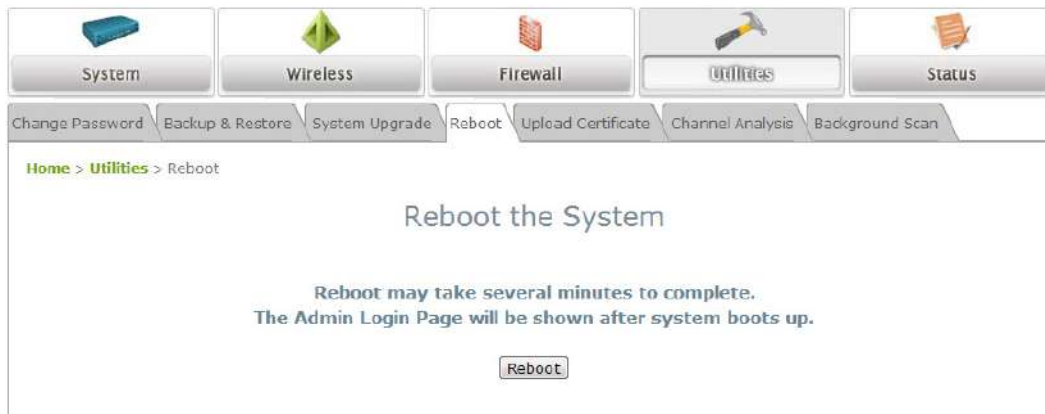 System Wireless Firewall Utilities Status
Change Password Backup & Restore System Upgrade Reboot Upload Certificate Channel Analysis Background Scan
Home > Utilities > Reboot
Reboot the System
Reboot may take several minutes to complete.
The Admin Login Page will be shown after system boots up.
Reboot